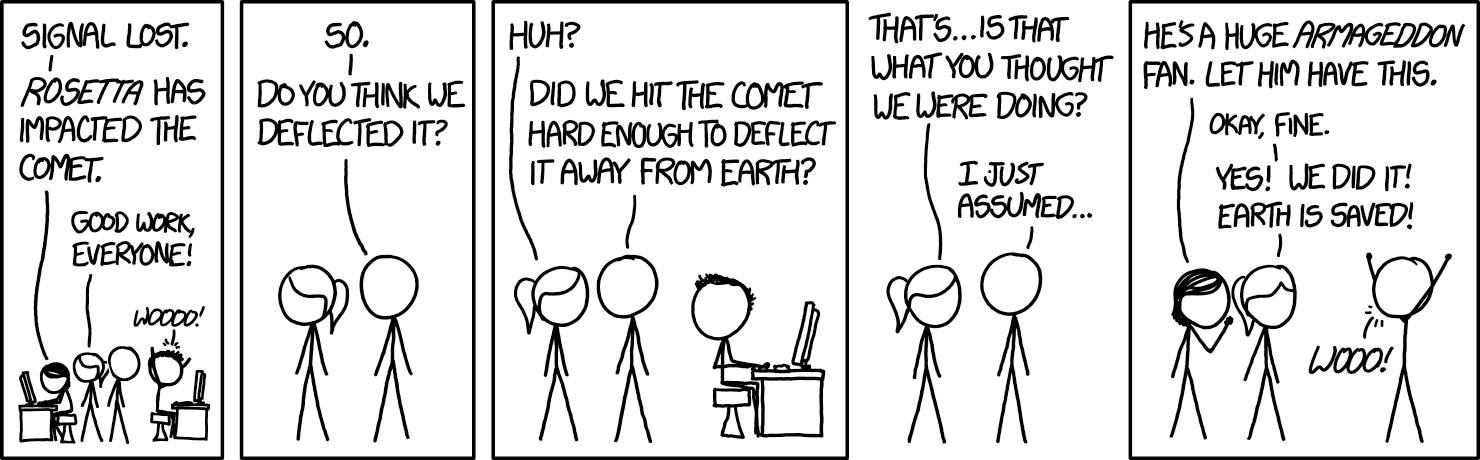 SIGNAL LOST.
ROSETTA HAS
IMPACTED THE
COMET.
GOOD WORK,
EVERYONE!
WOOOO!
SO.
DO YOU THINK WE
DEFLECTED IT?
HUH?
DID WE HIT THE COMET
HARD ENOUGH TO DEFLECT
IT AWAY FROM EARTH?
THAT'S...IS THAT
WHAT YOU THOUGHT
WE WERE DOING?
I JUST
ASSUMED...
HE'S A HUGE ARMAGEDDON
FAN. LET HIM HAVE THIS.
OKAY, FINE.
YES! WE DID IT!
EARTH IS SAVED!
WOOO!